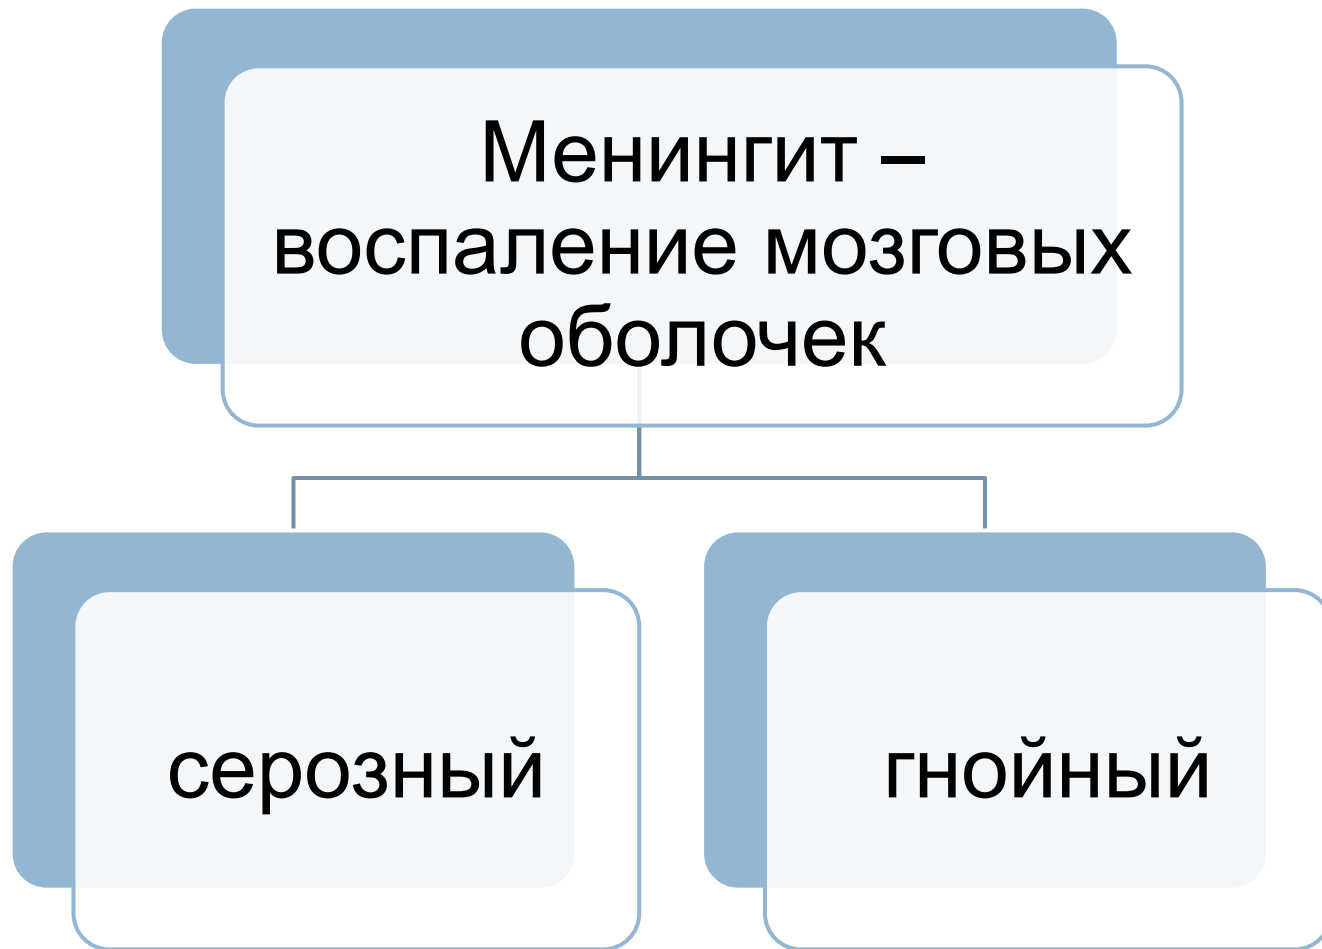 Менингит –
воспаление мозговых
оболочек
серозный
гнойный